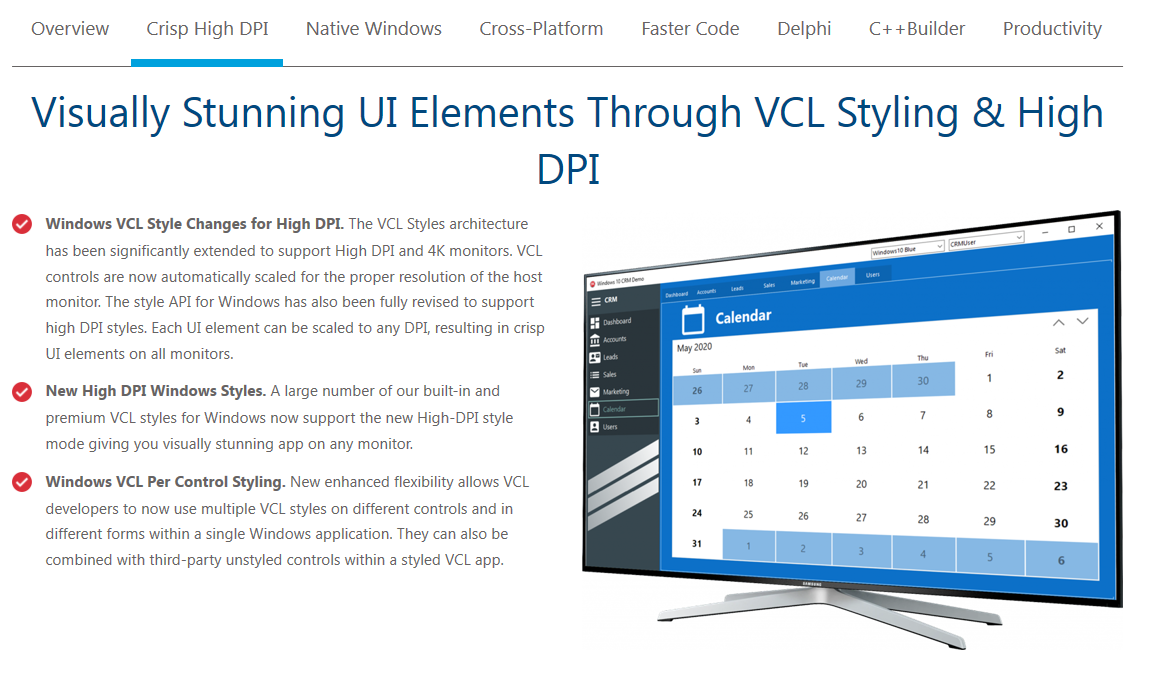 Overview Crisp High DPI Native Windows Cross-Platform Faster Code Delphi C++Builder Productivity
Visually Stunning UI Elements Through VCL Styling & High
DPI
Windows VCL Style Changes for High DPI. The VCL Styles architecture
has been significantly extended to support High DPI and 4K monitors. VCL
controls are now automatically scaled for the proper resolution of the host
monitor. The style API for Windows has also been fully revised to support
high DPI styles. Each UI element can be scaled to any DPI, resulting in crisp
UI elements on all monitors.
New High DPI Windows Styles. A large number of our built-in and
premium VCL styles for Windows now support the new High-DPI style
mode giving you visually stunning app on any monitor.
Windows VCL Per Control Styling. New enhanced flexibility allows VCL
developers to now use multiple VCL styles on different controls and in
different forms within a single Windows application. They can also be
combined with third-party unstyled controls within a styled VCL app.
Windows 10 CRM Demo Windows10 Blue CRMUser
CRM
Dashboard
Accounts
Leads
Sales
Marketing
Calendar
Users
Dashboard Accounts Leads Sales Marketing Calendar Users
Calendar
May 2020
Sun Mon Tue Wed Thu Fri Sat
26 27 28 29 30 1 2
3 4 5 6 7 8 9
10 11 12 13 14 15 16
17 18 19 20 21 22 23
24 25 26 27 28 29 30
31 1 2 3 4 5 6
SAMSUNG